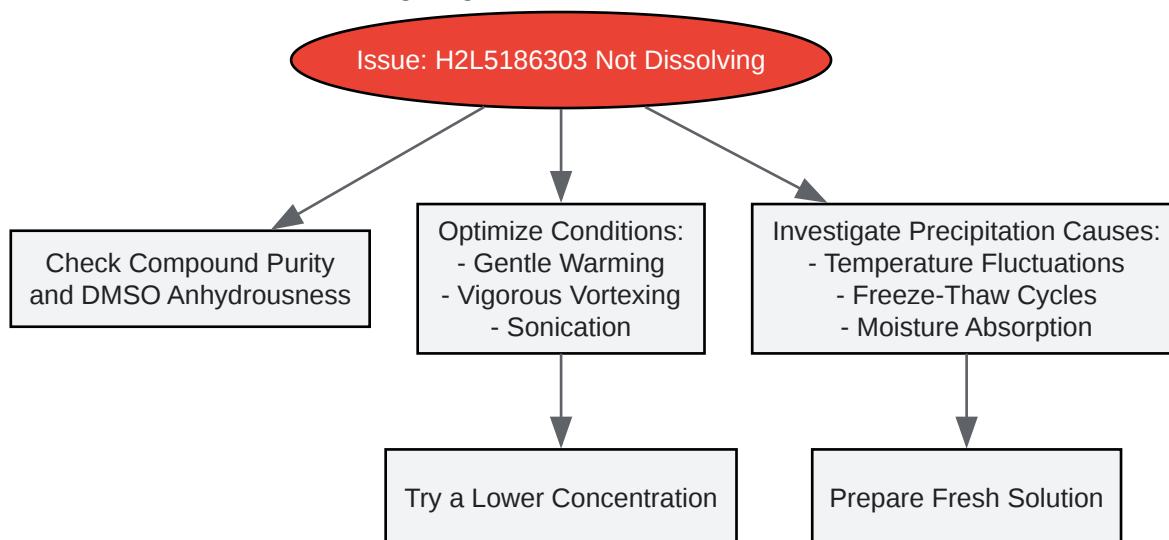 Issue: H2L5186303 Not Dissolving
Check Compound Purity
and DMSO Anhydrousness
Optimize Conditions:
- Gentle Warming
- Vigorous Vortexing
- Sonication
Investigate Precipitation Causes:
- Temperature Fluctuations
- Freeze-Thaw Cycles
- Moisture Absorption
Try a Lower Concentration
Prepare Fresh Solution